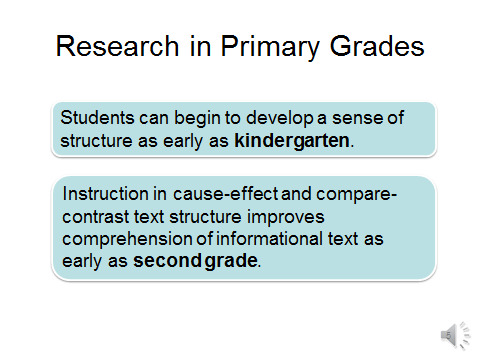 Research in Primary Grades
Students can begin to develop a sense of
structure as early as kindergarten.
Instruction in cause-effect and compare-
contrast text structure improves
comprehension of informational text as
early as second grade.
5